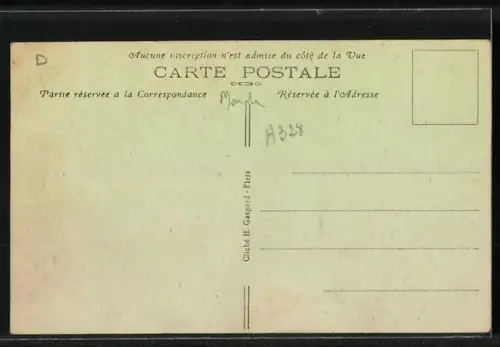 D
Aucune inscription n'est admise du côté de la Vue
CARTE POSTALE
Partie réservée à la Correspondance
Réservée à l'Adresse
A328
Cliché H. Gaspard - Flers